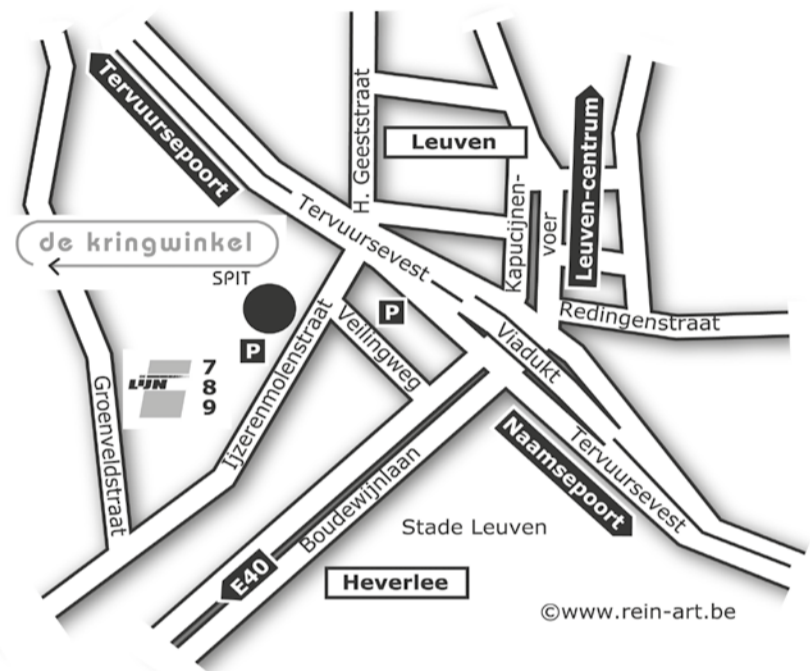 Tervuursepoort
H. Geeststraat
Leuven
Leuven-centrum
Kapucijnen-
voer
Tervuursevest
de kringwinkel
SPIT
P
P
Veilingweg
Redingenstraat
Viadukt
LIJN
7
8
9
Groenveldstraat
Ijzerenmolenstraat
Boudewijnlaan
Naamsepoort
Tervuursevest
Stade Leuven
E40
Heverlee
©www.rein-art.be